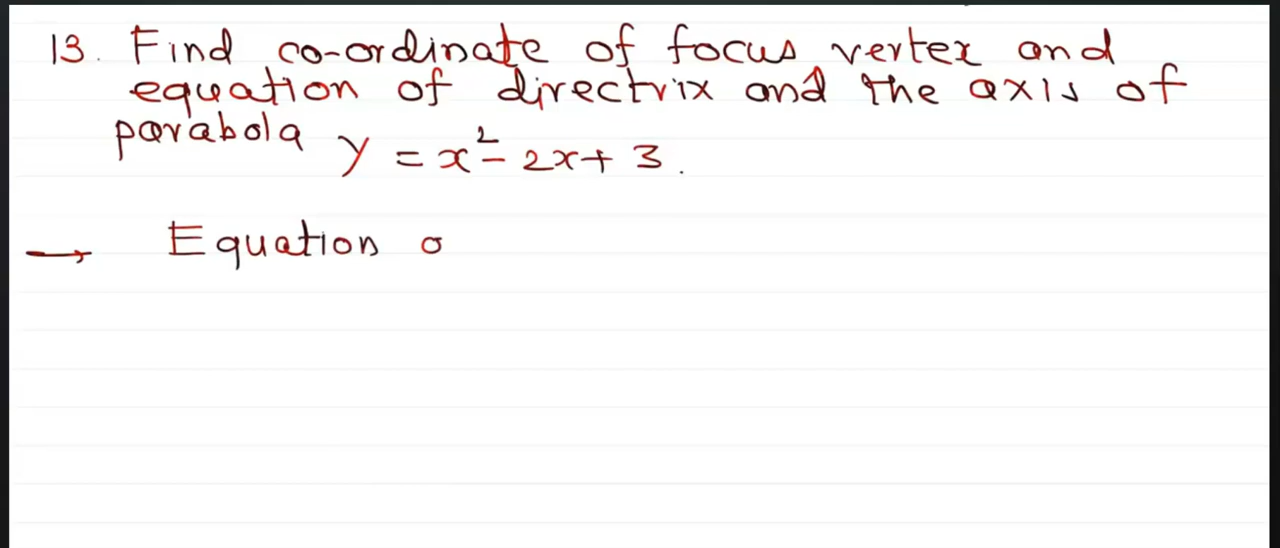 13. Find co-ordinate of focus vertex and
equation of directrix and the axis of
parabola y = x² - 2x + 3.
→ Equation o